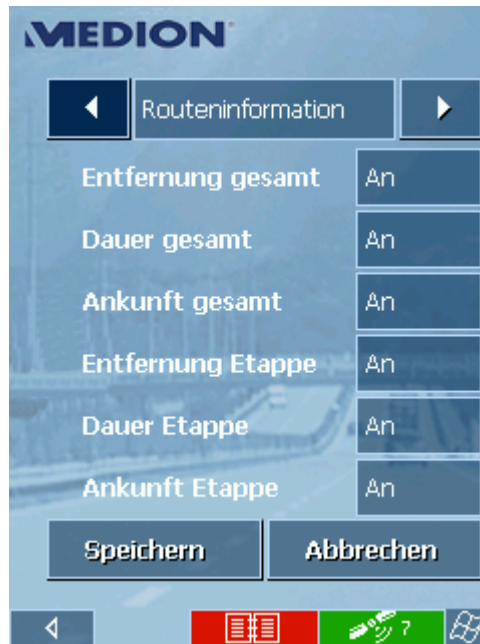 MEDION
Routeninformation
Entfernung gesamt An
Dauer gesamt An
Ankunft gesamt An
Entfernung Etappe An
Dauer Etappe An
Ankunft Etappe An
Speichern Abbrechen
7